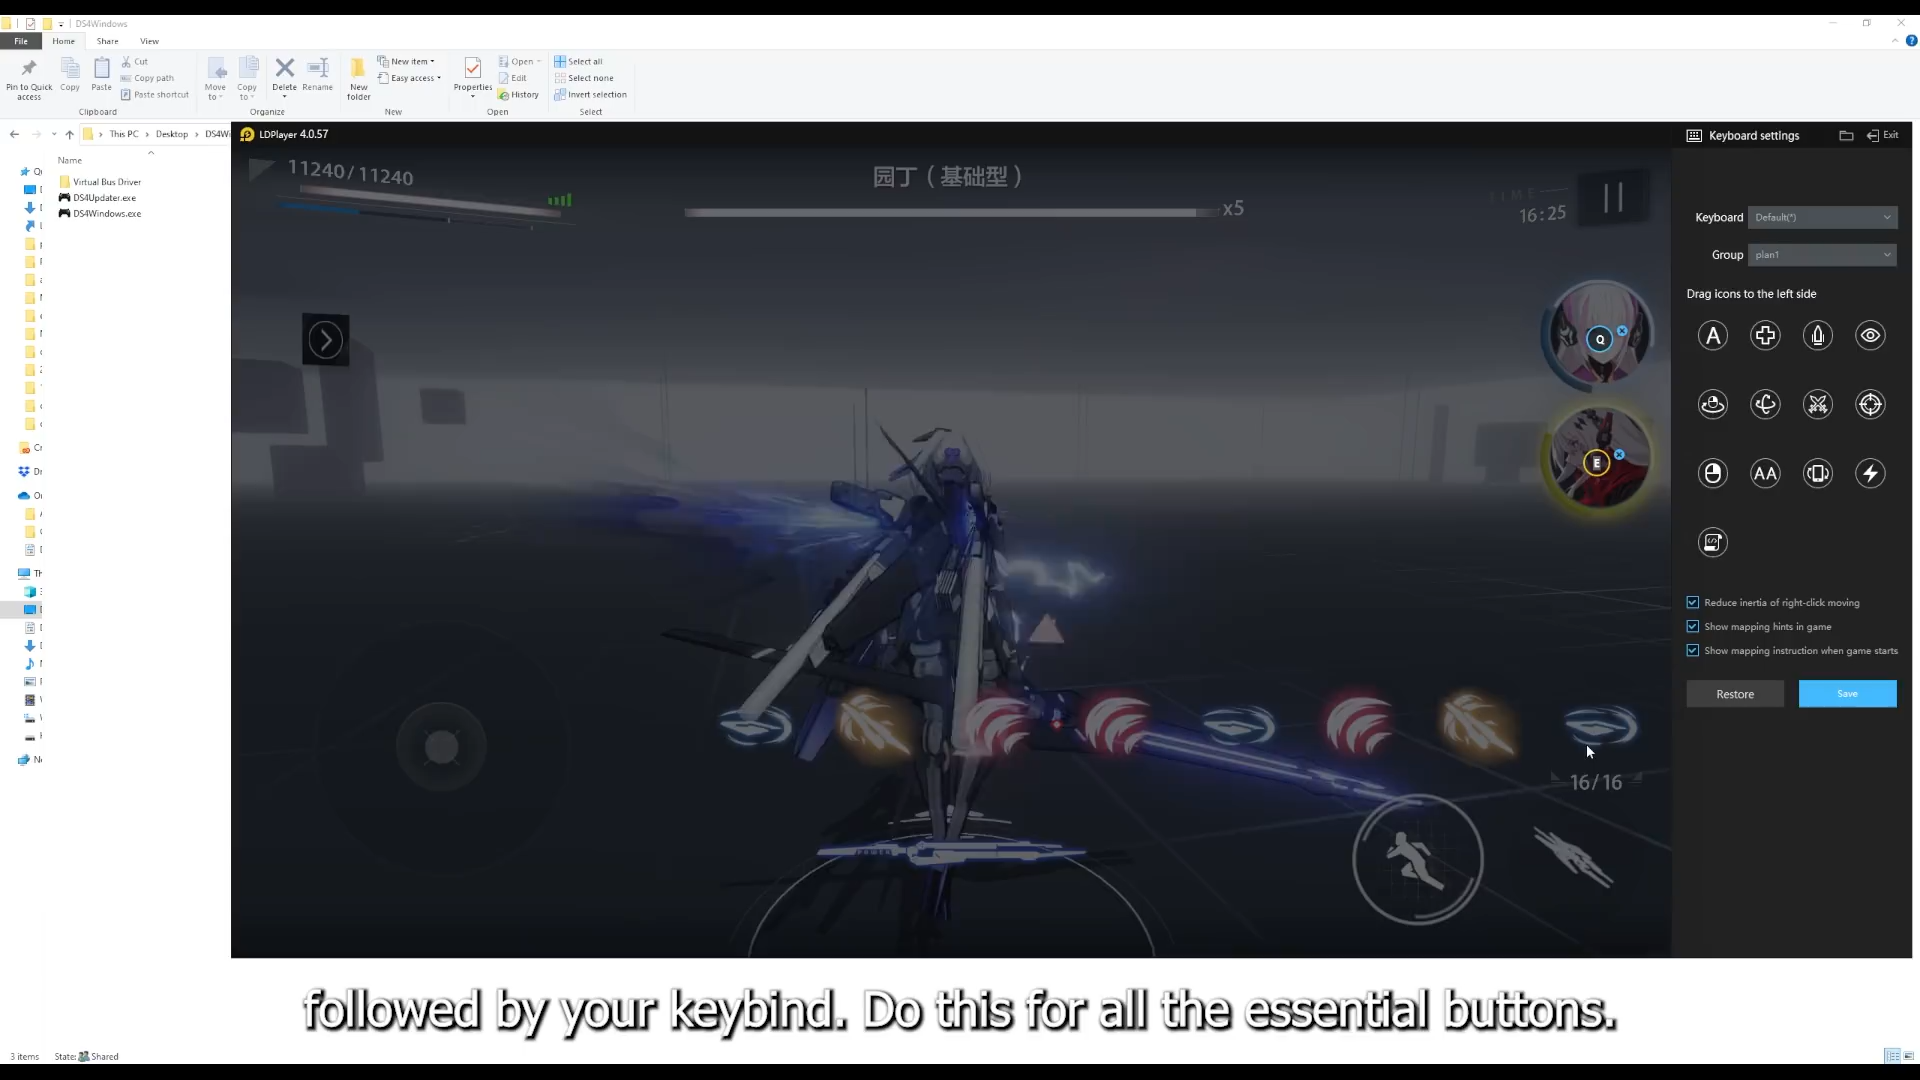 DS4Windows
File Home Share View
Pin to Quick access
Copy
Paste
Cut
Copy path
Paste shortcut
Clipboard
Move to
Copy to
Delete
Rename
Organize
New folder
New item
Easy access
New
Properties
Open
Edit
History
Open
Select all
Select none
Invert selection
Select
This PC > Desktop > DS4Wi
Name
Virtual Bus Driver
DS4Updater.exe
DS4Windows.exe
LDPlayer 4.0.57
11240/11240
园丁（基础型）
x5
TIME
16:25
Q
E
16/16
POWER
Keyboard settings
Exit
Keyboard Default(*)
Group plan1
Drag icons to the left side
A
AA
Reduce inertia of right-click moving
Show mapping hints in game
Show mapping instruction when game starts
Restore
Save
followed by your keybind. Do this for all the essential buttons.
3 items State: Shared